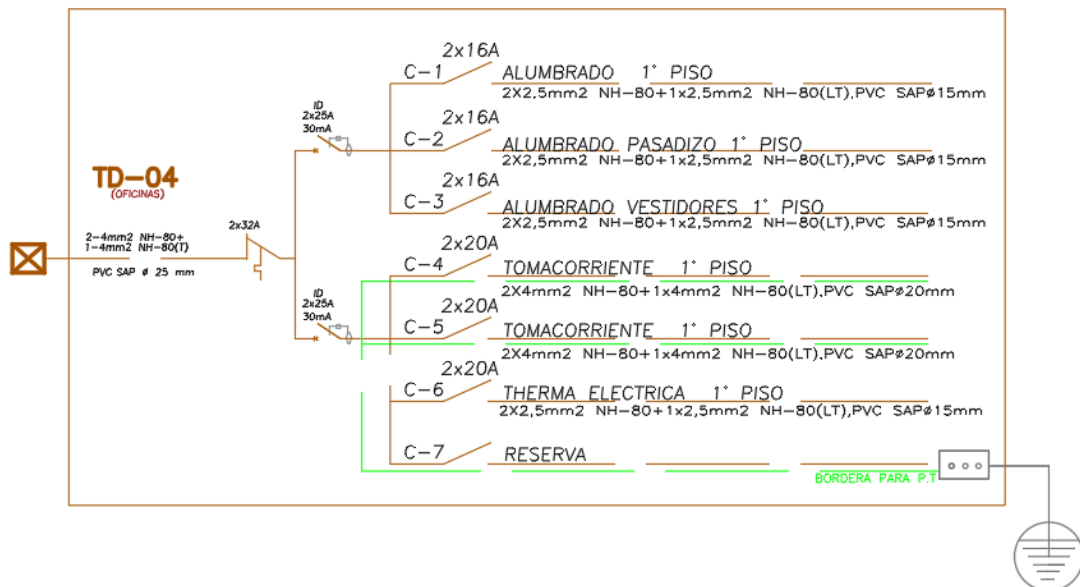 TD-04
(OFICINAS)
2-4mm2 NH-80+
1-4mm2 NH-80(T)
PVC SAP ø 25 mm
2x32A
ID
2x25A
30mA
ID
2x25A
30mA
2x16A
C-1 ALUMBRADO 1° PISO
2X2,5mm2 NH-80+1x2,5mm2 NH-80(LT),PVC SAPø15mm
2x16A
C-2 ALUMBRADO PASADIZO 1° PISO
2X2,5mm2 NH-80+1x2,5mm2 NH-80(LT),PVC SAPø15mm
2x16A
C-3 ALUMBRADO VESTIDORES 1° PISO
2X2,5mm2 NH-80+1x2,5mm2 NH-80(LT),PVC SAPø15mm
2x20A
C-4 TOMACORRIENTE 1° PISO
2X4mm2 NH-80+1x4mm2 NH-80(LT),PVC SAPø20mm
2x20A
C-5 TOMACORRIENTE 1° PISO
2X4mm2 NH-80+1x4mm2 NH-80(LT),PVC SAPø20mm
2x20A
C-6 THERMA ELECTRICA 1° PISO
2X2,5mm2 NH-80+1x2,5mm2 NH-80(LT),PVC SAPø15mm
C-7 RESERVA
BORDERA PARA P.T